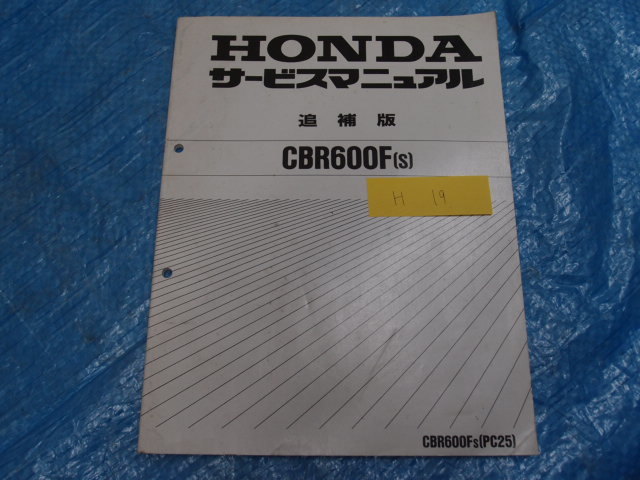 HONDA
サービスマニュアル
追補版
CBR600F(S)
H 19
CBR600Fs(PC25)